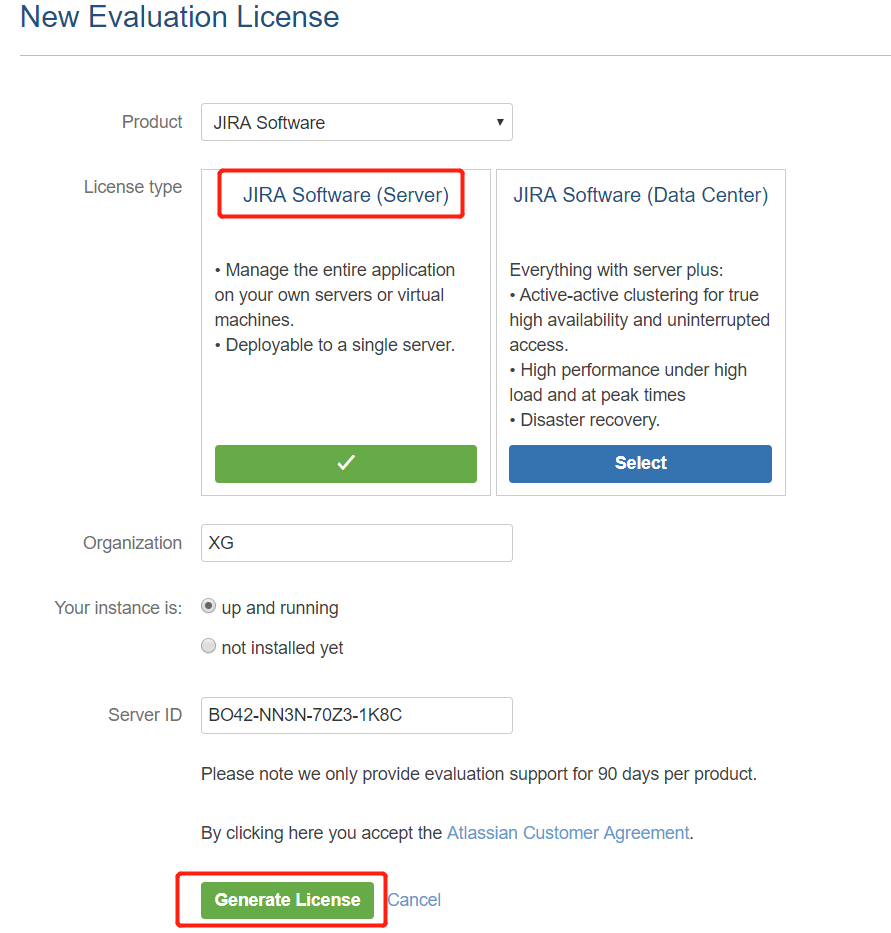 New Evaluation License
Product
JIRA Software
License type
JIRA Software (Server)
• Manage the entire application
on your own servers or virtual
machines.
• Deployable to a single server.
JIRA Software (Data Center)
Everything with server plus:
• Active-active clustering for true
high availability and uninterrupted
access.
• High performance under high
load and at peak times
• Disaster recovery.
Select
Organization
XG
Your instance is:
up and running
not installed yet
Server ID
BO42-NN3N-70Z3-1K8C
Please note we only provide evaluation support for 90 days per product.
By clicking here you accept the Atlassian Customer Agreement.
Generate License
Cancel